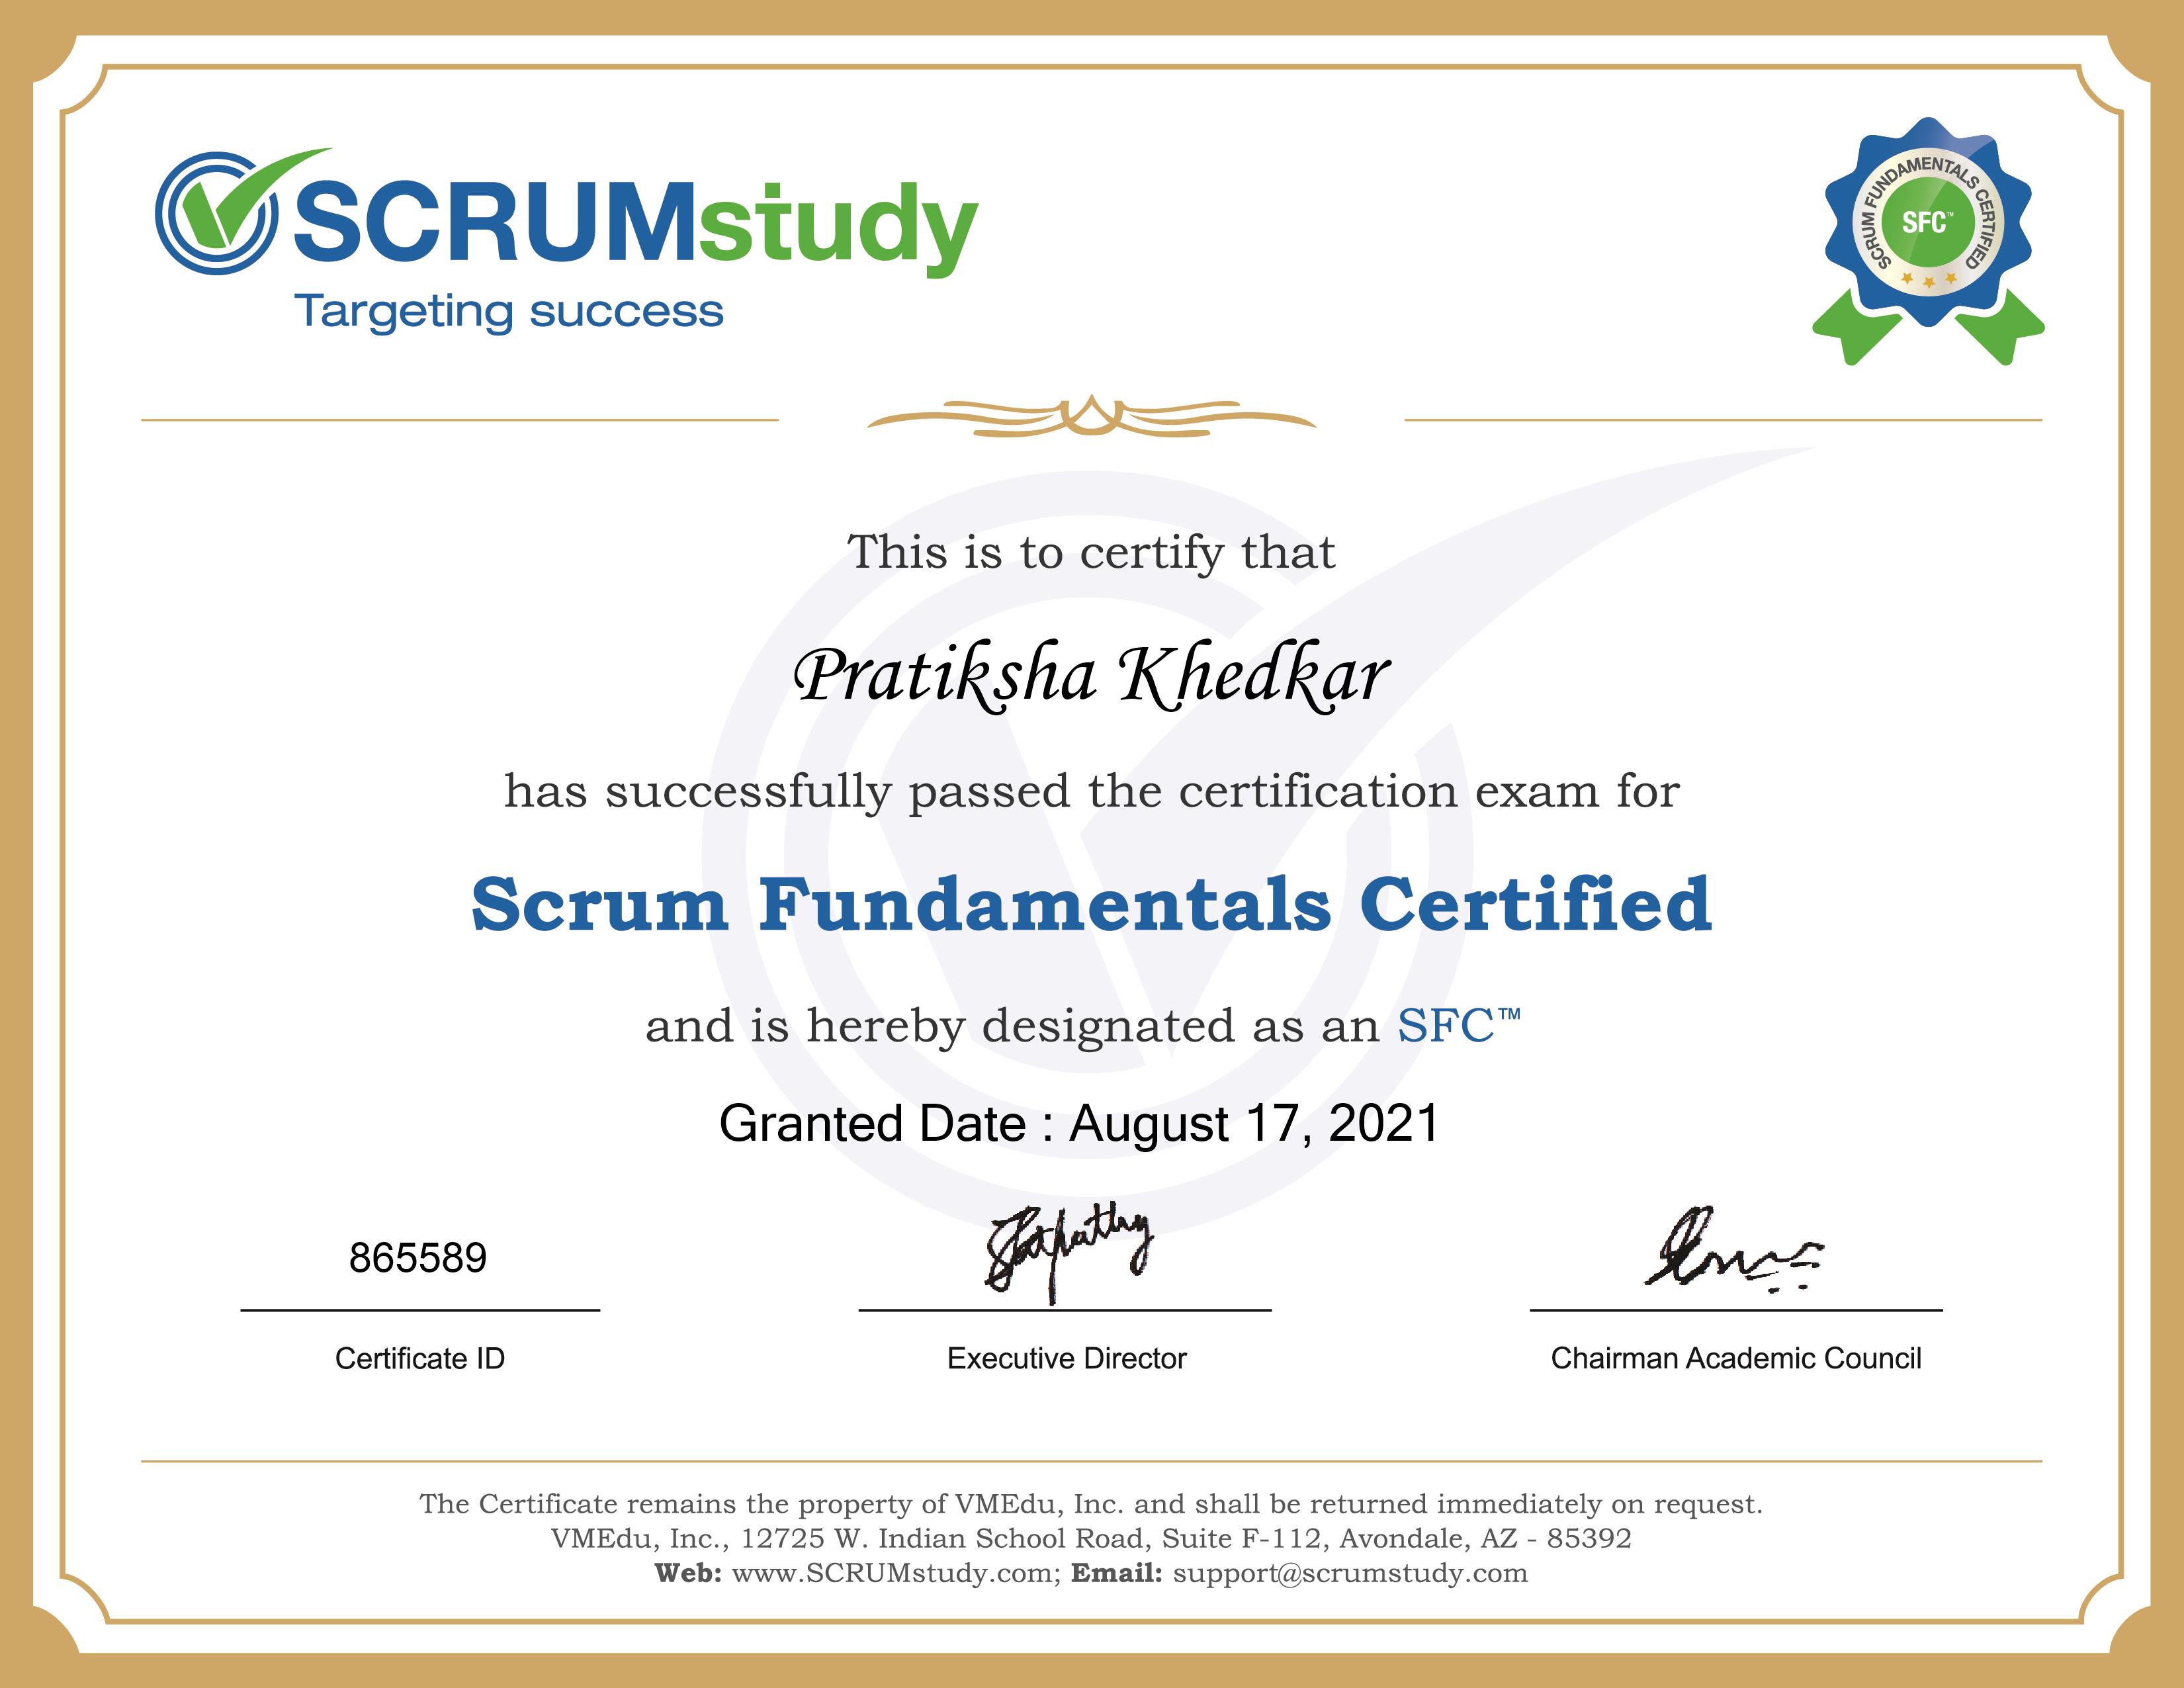 SCRUMstudy
Targeting success
SCRUM FUNDAMENTALS CERTIFIED
SFC™
This is to certify that
Pratiksha Khedkar
has successfully passed the certification exam for
Scrum Fundamentals Certified
and is hereby designated as an SFC™
Granted Date : August 17, 2021
865589
Certificate ID
Executive Director
Chairman Academic Council
The Certificate remains the property of VMEdu, Inc. and shall be returned immediately on request.
VMEdu, Inc., 12725 W. Indian School Road, Suite F-112, Avondale, AZ - 85392
Web: www.SCRUMstudy.com; Email: support@scrumstudy.com